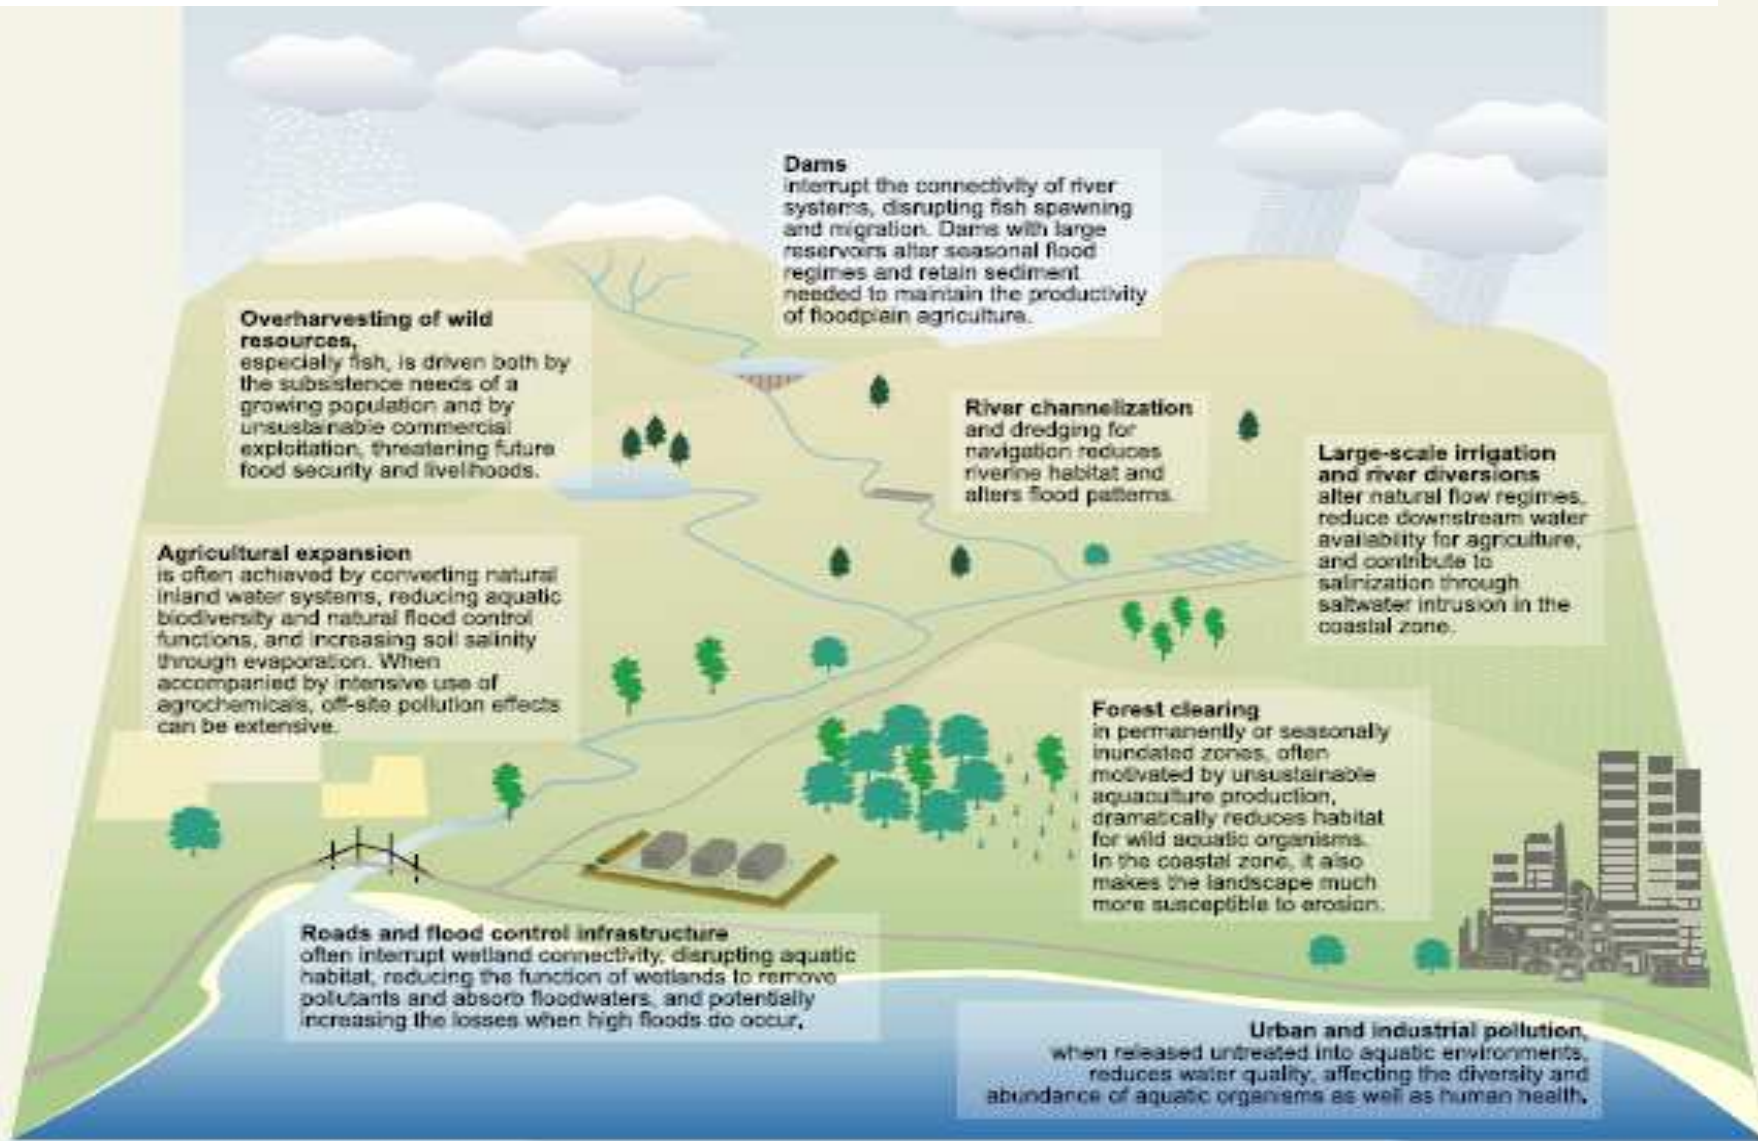 Dams
interrupt the connectivity of river
systems, disrupting fish spawning
and migration. Dams with large
reservoirs alter seasonal flood
regimes and retain sediment
needed to maintain the productivity
of floodplain agriculture.
Overharvesting of wild
resources,
especially fish, is driven both by
the subsistence needs of a
growing population and by
unsustainable commercial
exploitation, threatening future
food security and livelihoods.
River channelization
and dredging for
navigation reduces
riverine habitat and
alters flood patterns.
Large-scale irrigation
and river diversions
alter natural flow regimes,
reduce downstream water
availability for agriculture,
and contribute to
salinization through
saltwater intrusion in the
coastal zone.
Agricultural expansion
is often achieved by converting natural
inland water systems, reducing aquatic
biodiversity and natural flood control
functions, and increasing soil salinity
through evaporation. When
accompanied by intensive use of
agrochemicals, off-site pollution effects
can be extensive.
Forest clearing
in permanently or seasonally
inundated zones, often
motivated by unsustainable
aquaculture production,
dramatically reduces habitat
for wild aquatic organisms.
In the coastal zone, it also
makes the landscape much
more susceptible to erosion.
Roads and flood control infrastructure
often interrupt wetland connectivity, disrupting aquatic
habitat, reducing the function of wetlands to remove
pollutants and absorb floodwaters, and potentially
increasing the losses when high floods do occur.
Urban and industrial pollution,
when released untreated into aquatic environments,
reduces water quality, affecting the diversity and
abundance of aquatic organisms as well as human health.